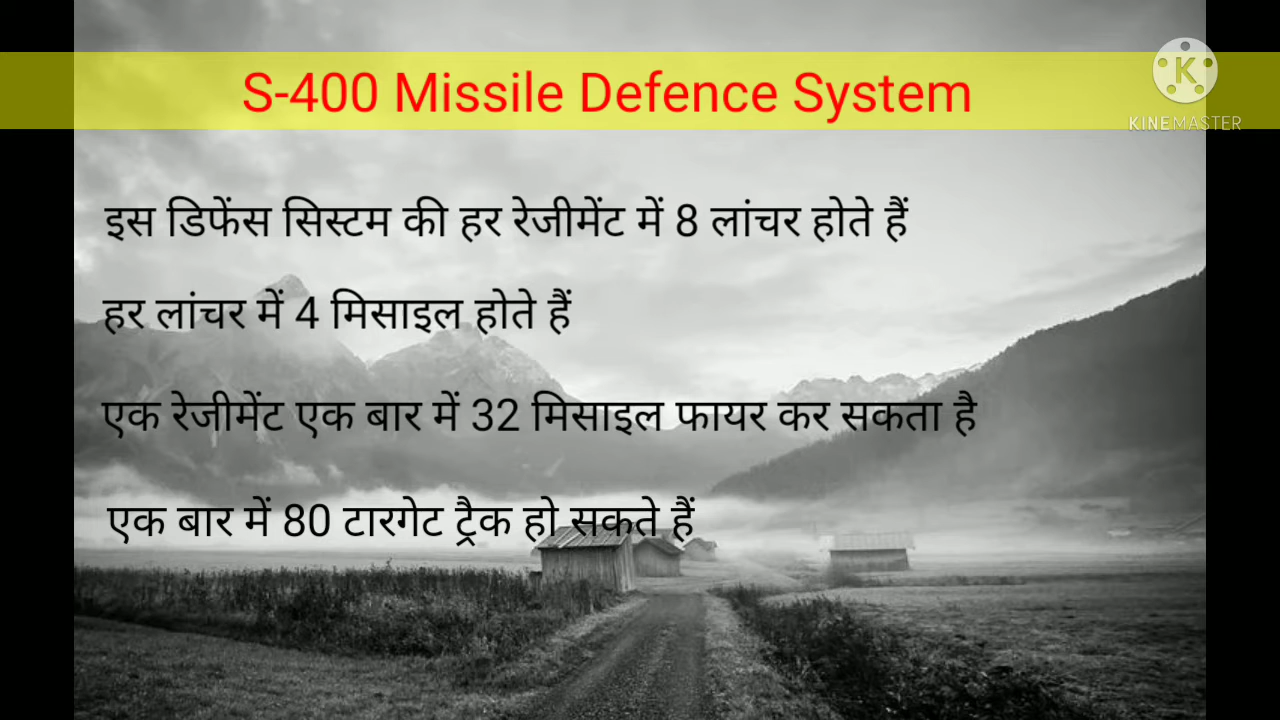 S-400 Missile Defence System
K
KINEMASTER
इस डिफेंस सिस्टम की हर रेजीमेंट में 8 लांचर होते हैं
हर लांचर में 4 मिसाइल होते हैं
एक रेजीमेंट एक बार में 32 मिसाइल फायर कर सकता है
एक बार में 80 टारगेट ट्रैक हो सकते हैं